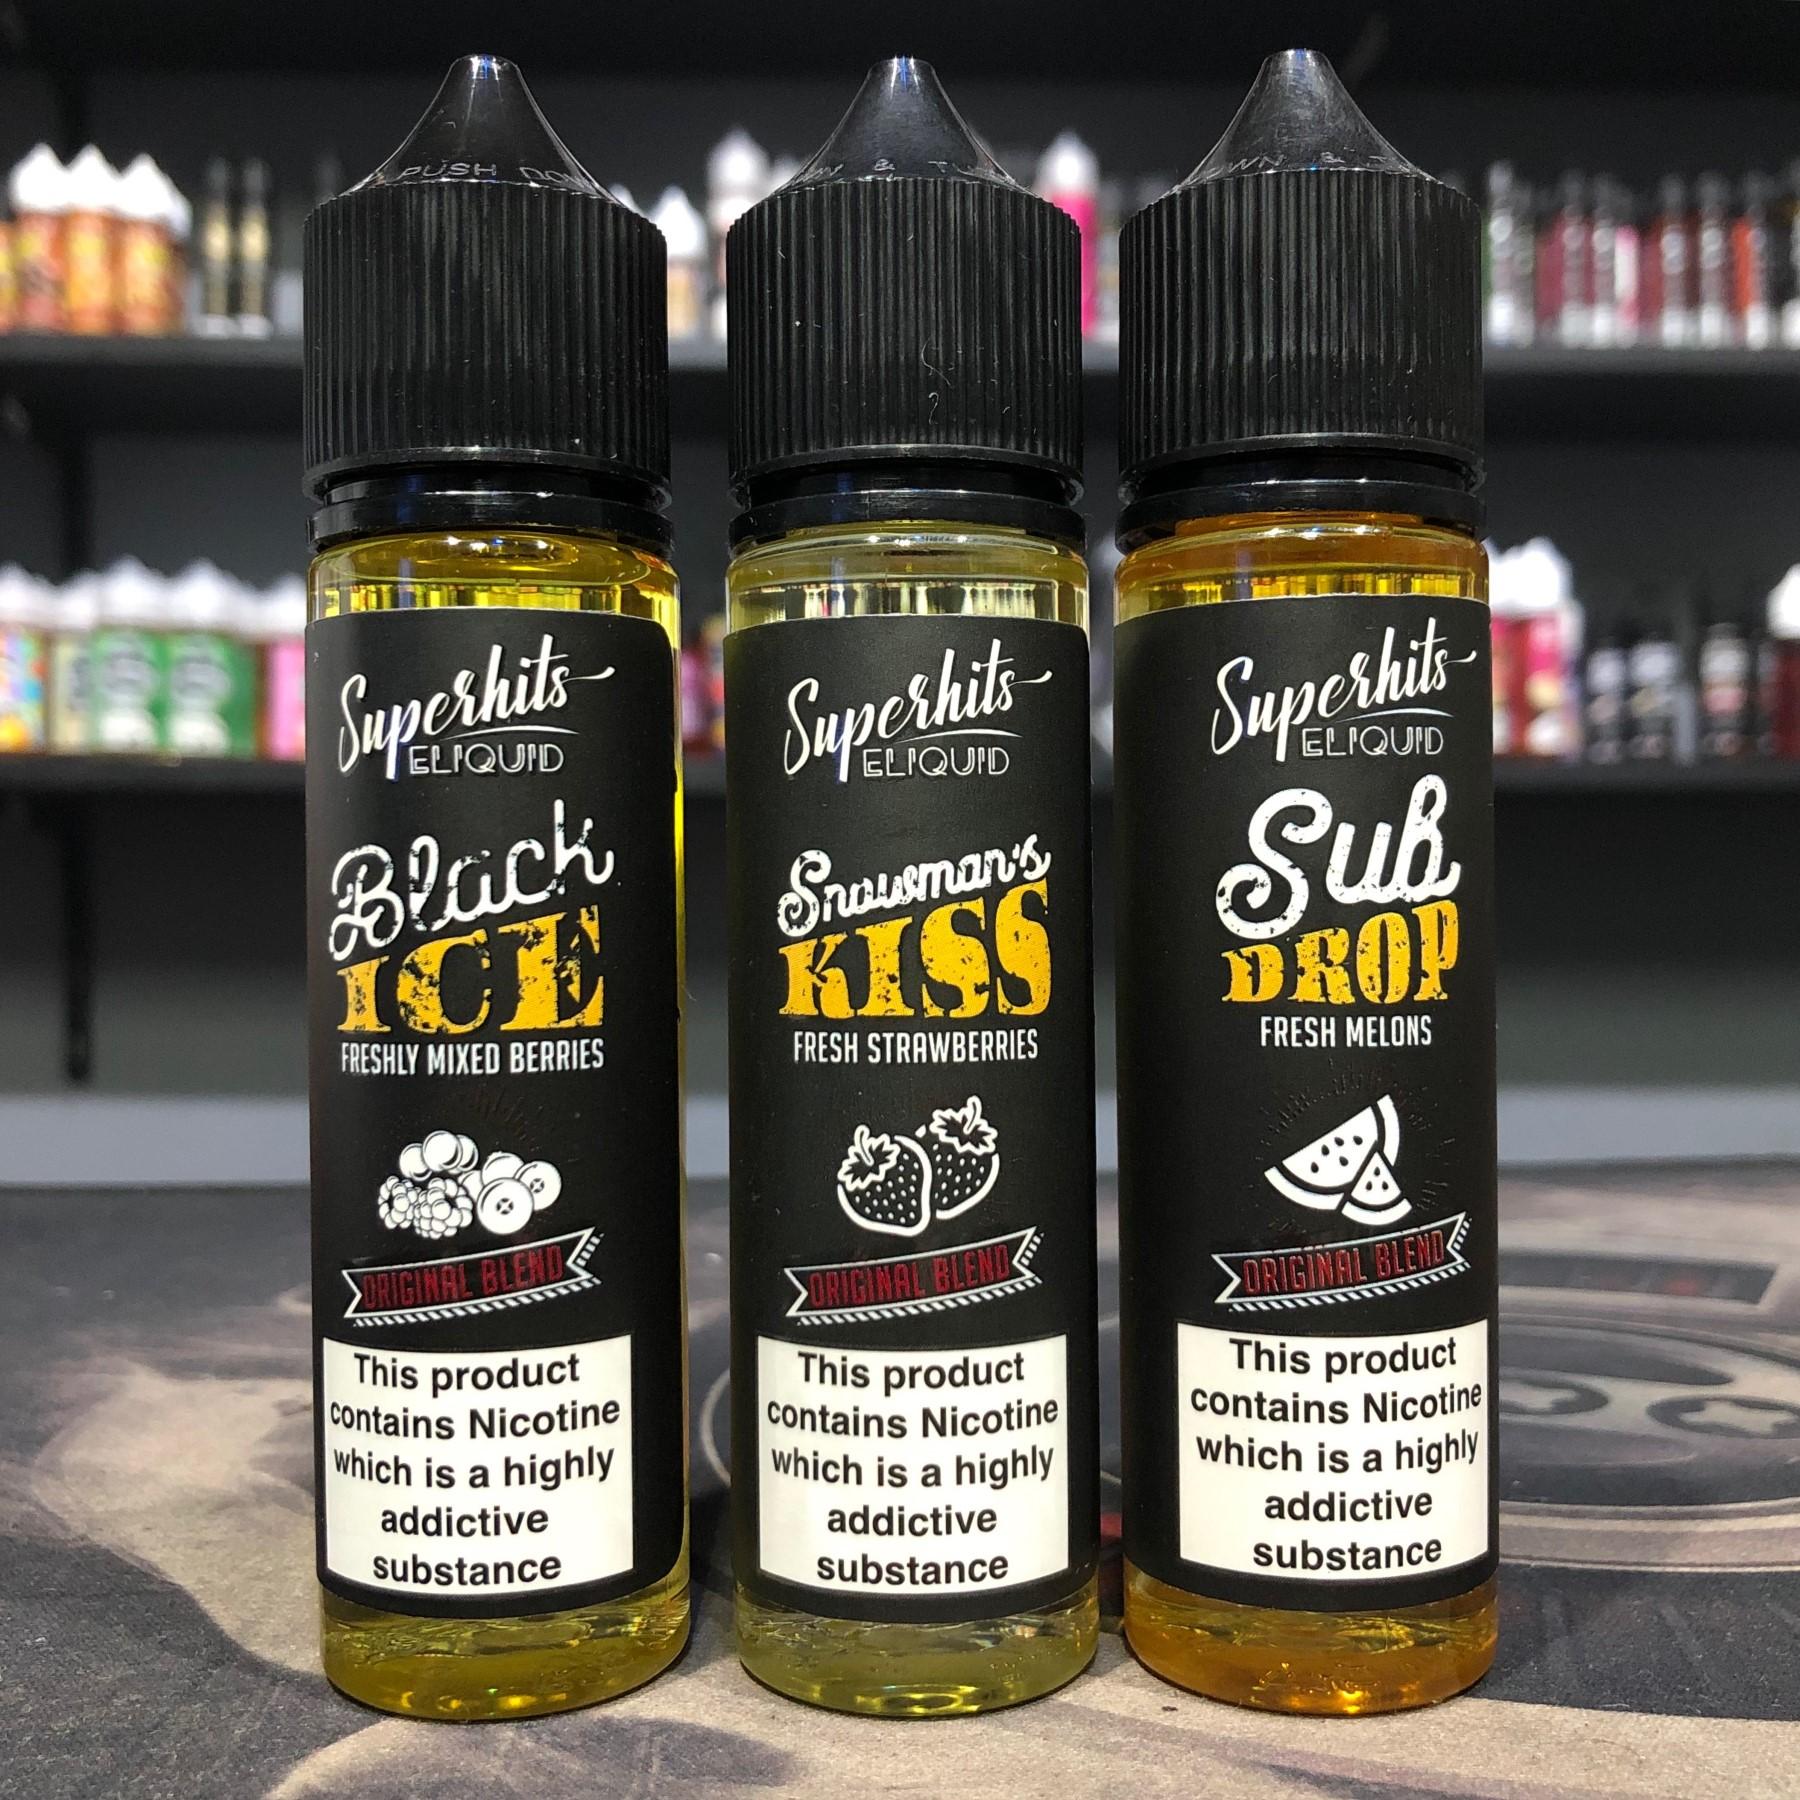 PUSH DOWN
Superhits
ELIQUID
Black
ICE
FRESHLY MIXED BERRIES
ORIGINAL BLEND
This product
contains Nicotine
which is a highly
addictive
substance
Superhits
ELIQUID
Snowman's
KISS
FRESH STRAWBERRIES
ORIGINAL BLEND
This product
contains Nicotine
which is a highly
addictive
substance
Superhits
ELIQUID
Sub
DROP
FRESH MELONS
ORIGINAL BLEND
This product
contains Nicotine
which is a highly
addictive
substance